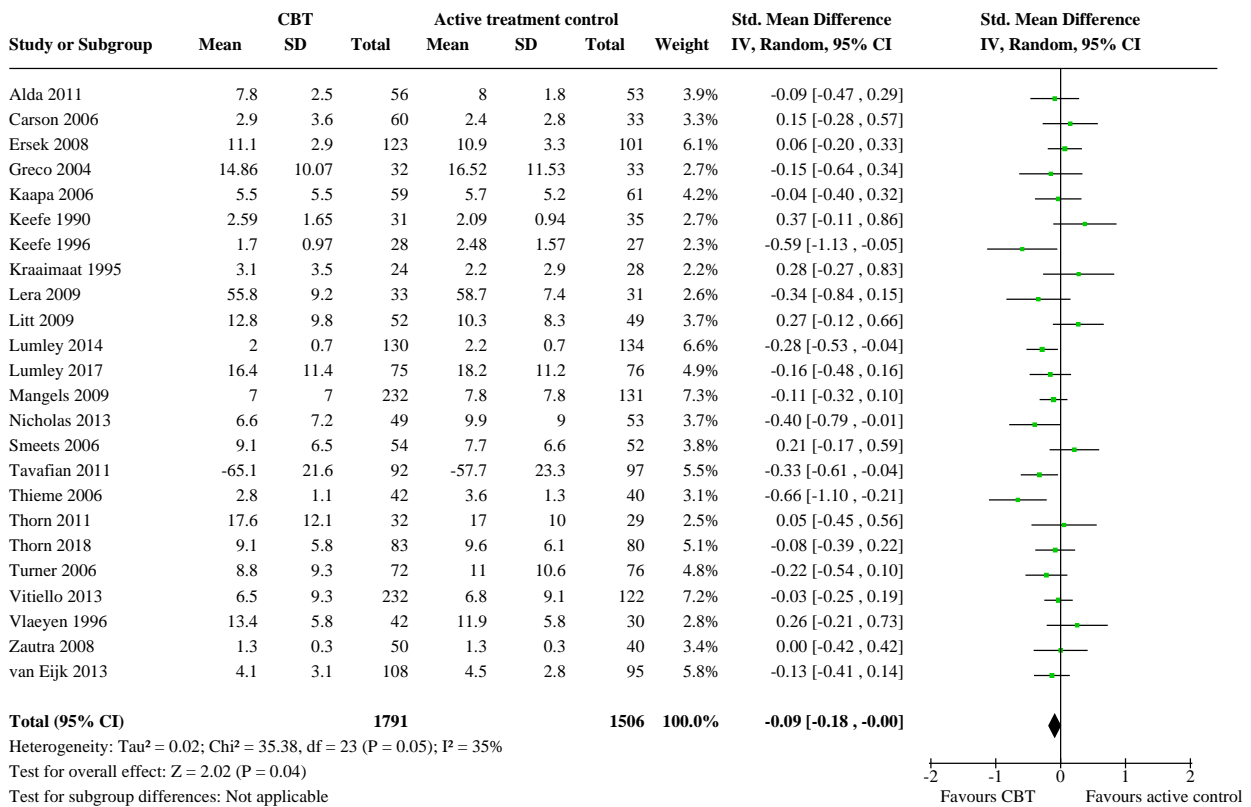 CBT Active treatment control Std. Mean Difference Std. Mean Difference
Study or Subgroup Mean SD Total Mean SD Total Weight IV, Random, 95% CI IV, Random, 95% CI
Alda 2011 7.8 2.5 56 8 1.8 53 3.9% -0.09 [-0.47 , 0.29]
Carson 2006 2.9 3.6 60 2.4 2.8 33 3.3% 0.15 [-0.28 , 0.57]
Ersek 2008 11.1 2.9 123 10.9 3.3 101 6.1% 0.06 [-0.20 , 0.33]
Greco 2004 14.86 10.07 32 16.52 11.53 33 2.7% -0.15 [-0.64 , 0.34]
Kaapa 2006 5.5 5.5 59 5.7 5.2 61 4.2% -0.04 [-0.40 , 0.32]
Keefe 1990 2.59 1.65 31 2.09 0.94 35 2.7% 0.37 [-0.11 , 0.86]
Keefe 1996 1.7 0.97 28 2.48 1.57 27 2.3% -0.59 [-1.13 , -0.05]
Kraaimaat 1995 3.1 3.5 24 2.2 2.9 28 2.2% 0.28 [-0.27 , 0.83]
Lera 2009 55.8 9.2 33 58.7 7.4 31 2.6% -0.34 [-0.84 , 0.15]
Litt 2009 12.8 9.8 52 10.3 8.3 49 3.7% 0.27 [-0.12 , 0.66]
Lumley 2014 2 0.7 130 2.2 0.7 134 6.6% -0.28 [-0.53 , -0.04]
Lumley 2017 16.4 11.4 75 18.2 11.2 76 4.9% -0.16 [-0.48 , 0.16]
Mangels 2009 7 7 232 7.8 7.8 131 7.3% -0.11 [-0.32 , 0.10]
Nicholas 2013 6.6 7.2 49 9.9 9 53 3.7% -0.40 [-0.79 , -0.01]
Smeets 2006 9.1 6.5 54 7.7 6.6 52 3.8% 0.21 [-0.17 , 0.59]
Tavafian 2011 -65.1 21.6 92 -57.7 23.3 97 5.5% -0.33 [-0.61 , -0.04]
Thieme 2006 2.8 1.1 42 3.6 1.3 40 3.1% -0.66 [-1.10 , -0.21]
Thorn 2011 17.6 12.1 32 17 10 29 2.5% 0.05 [-0.45 , 0.56]
Thorn 2018 9.1 5.8 83 9.6 6.1 80 5.1% -0.08 [-0.39 , 0.22]
Turner 2006 8.8 9.3 72 11 10.6 76 4.8% -0.22 [-0.54 , 0.10]
Vitiello 2013 6.5 9.3 232 6.8 9.1 122 7.2% -0.03 [-0.25 , 0.19]
Vlaeyen 1996 13.4 5.8 42 11.9 5.8 30 2.8% 0.26 [-0.21 , 0.73]
Zautra 2008 1.3 0.3 50 1.3 0.3 40 3.4% 0.00 [-0.42 , 0.42]
van Eijk 2013 4.1 3.1 108 4.5 2.8 95 5.8% -0.13 [-0.41 , 0.14]
Total (95% CI) 1791 1506 100.0% -0.09 [-0.18 , -0.00]
Heterogeneity: Tau² = 0.02; Chi² = 35.38, df = 23 (P = 0.05); I² = 35%
Test for overall effect: Z = 2.02 (P = 0.04)
Test for subgroup differences: Not applicable
-2 -1 0 1 2
Favours CBT Favours active control